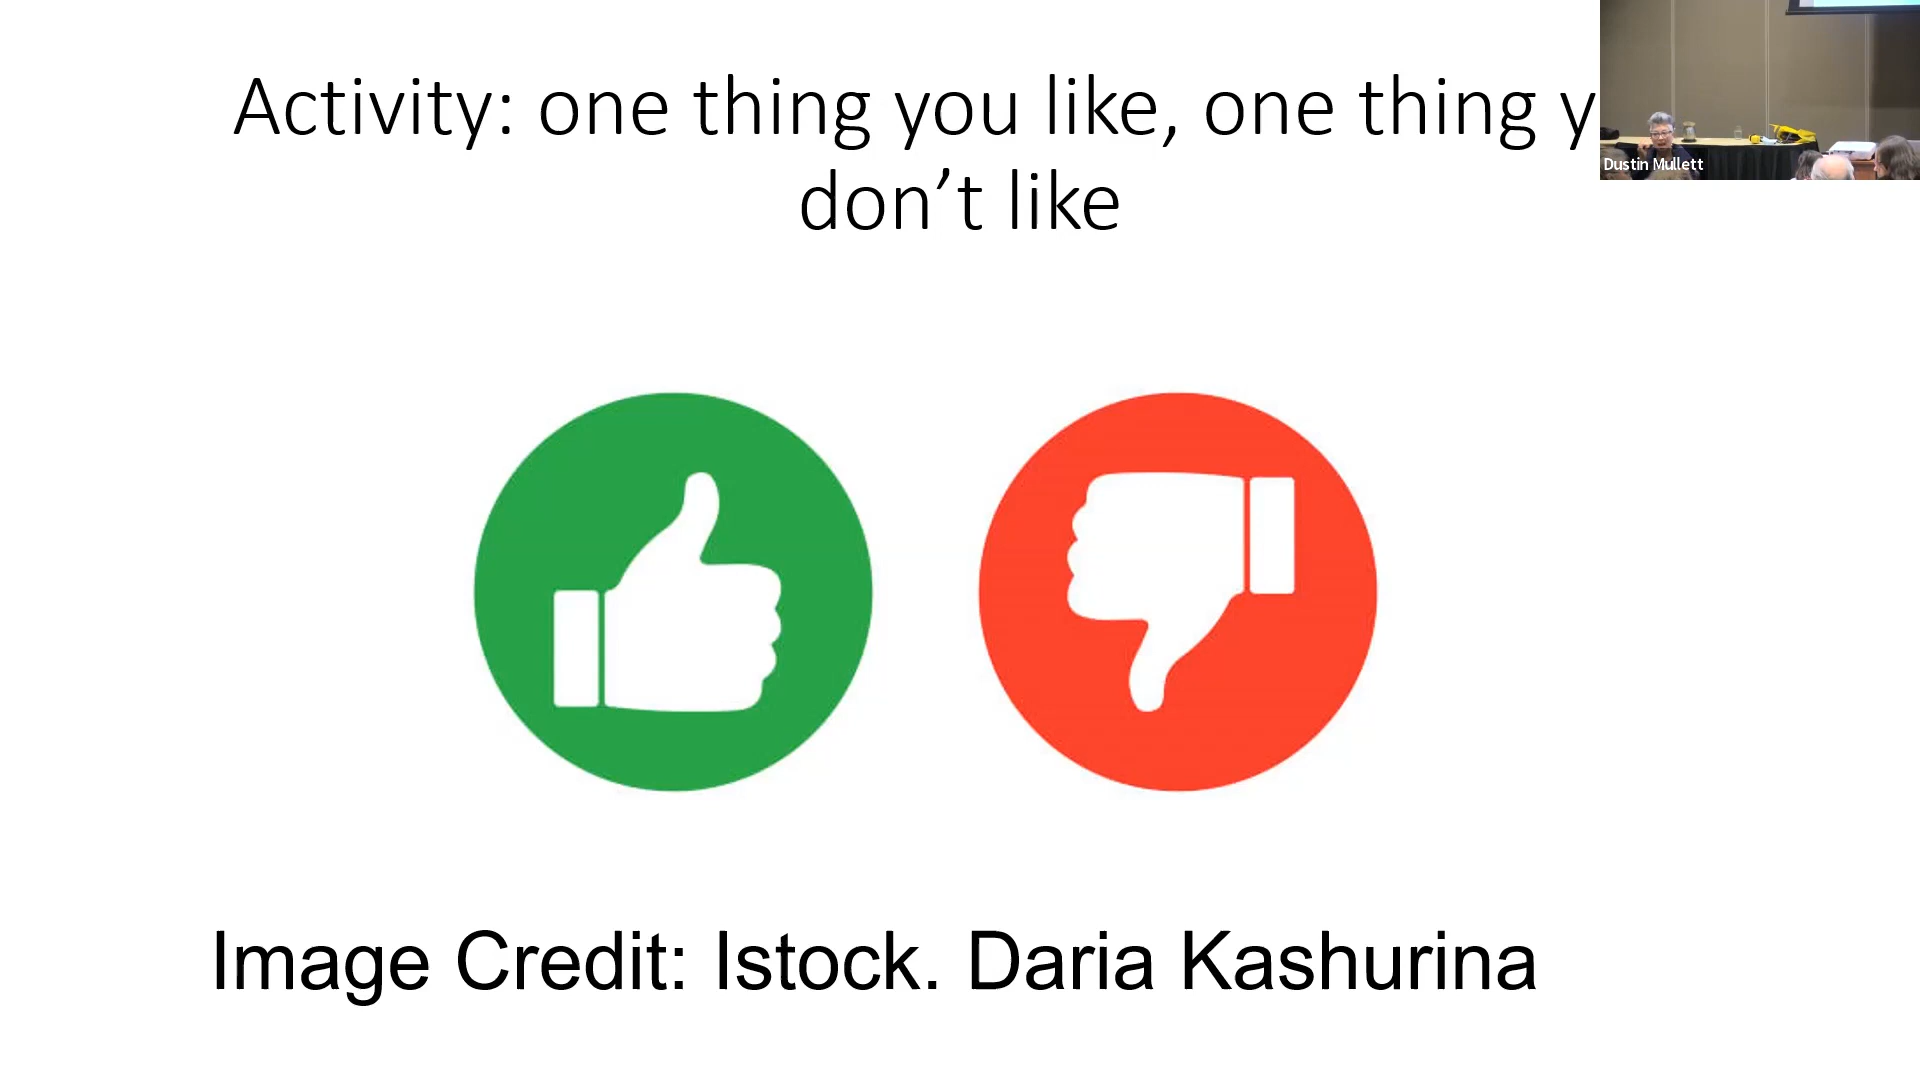 Activity: one thing you like, one thing y
don’t like
Dustin Mullett
Image Credit: Istock. Daria Kashurina